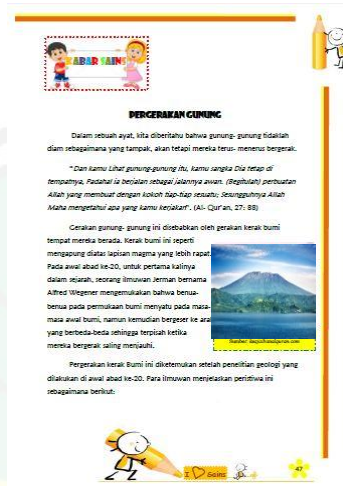 KABAR SAINS
PERGERAKAN GUNUNG
Dalam sebuah ayat, kita diberitahu bahwa gunung- gunung tidaklah
diam sebagaimana yang tampak, akan tetapi mereka terus- menerus bergerak.
"Dan kamu Lihat gunung-gunung itu, kamu sangka Dia tetap di
tempatnya, Padahal ia berjalan sebagai jalannya awan. (Begitulah) perbuatan
Allah yang membuat dengan kokoh tiap-tiap sesuatu; Sesungguhnya Allah
Maha mengetahui apa yang kamu kerjakan". (Al- Qur'an, 27: 88)
Gerakan gunung- gunung ini disebabkan oleh gerakan kerak bumi
tempat mereka berada. Kerak bumi ini seperti
mengapung diatas lapisan magma yang lebih rapat.
Pada awal abad ke-20, untuk pertama kalinya
dalam sejarah, seorang ilmuwan Jerman bernama
Alfred Wegener mengemukakan bahwa benua-
benua pada permukaan bumi menyatu pada masa-
masa awal bumi, namun kemudian bergeser ke arah
yang berbeda-beda sehingga terpisah ketika
mereka bergerak saling menjauhi.
Sumber:
Pergerakan kerak Bumi ini diketemukan setelah penelitian geologi yang
dilakukan di awal abad ke-20. Para ilmuwan menjelaskan peristiwa ini
sebagaimana berikut:
I Sains
47